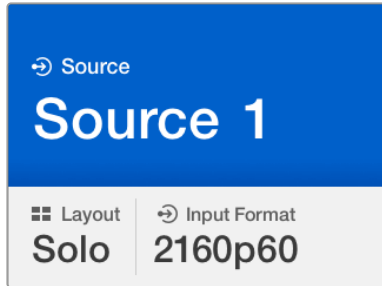 Source
Source 1
Layout
Input Format
Solo
2160p60